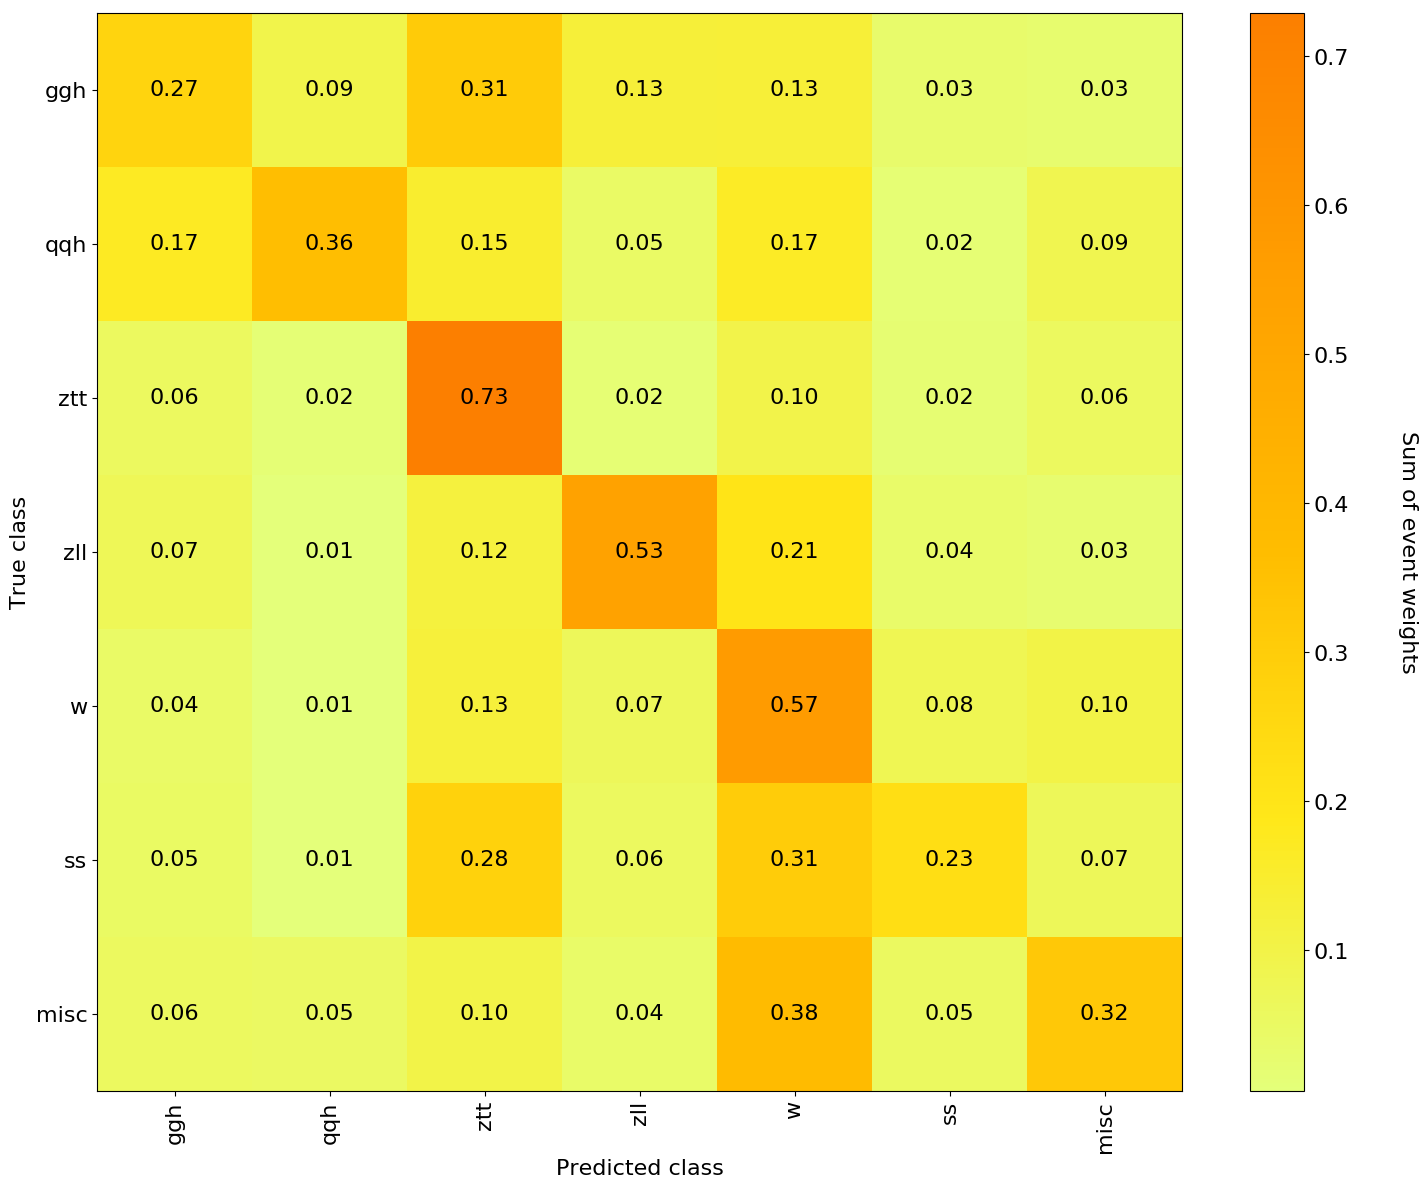 ggh 0.27 0.09 0.31 0.13 0.13 0.03 0.03
qqh 0.17 0.36 0.15 0.05 0.17 0.02 0.09
ztt 0.06 0.02 0.73 0.02 0.10 0.02 0.06
zll 0.07 0.01 0.12 0.53 0.21 0.04 0.03
w 0.04 0.01 0.13 0.07 0.57 0.08 0.10
ss 0.05 0.01 0.28 0.06 0.31 0.23 0.07
misc 0.06 0.05 0.10 0.04 0.38 0.05 0.32
ggh qqh ztt zll w ss misc
Predicted class
True class
0.7
0.6
0.5
0.4
0.3
0.2
0.1
Sum of event weights